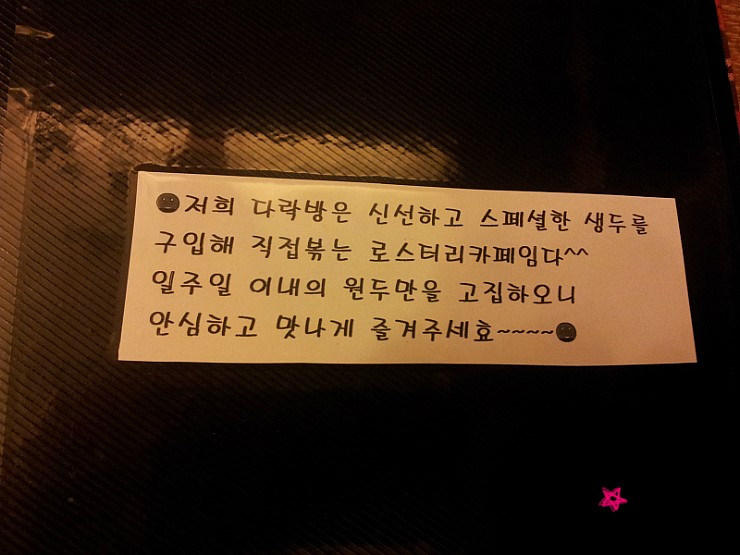 ☻저희 다락방은 신선하고 스페셜한 생두를
구입해 직접볶는 로스터리카페임다^^
일주일 이내의 원두만을 고집하오니
안심하고 맛나게 즐겨주세효~~~~☻